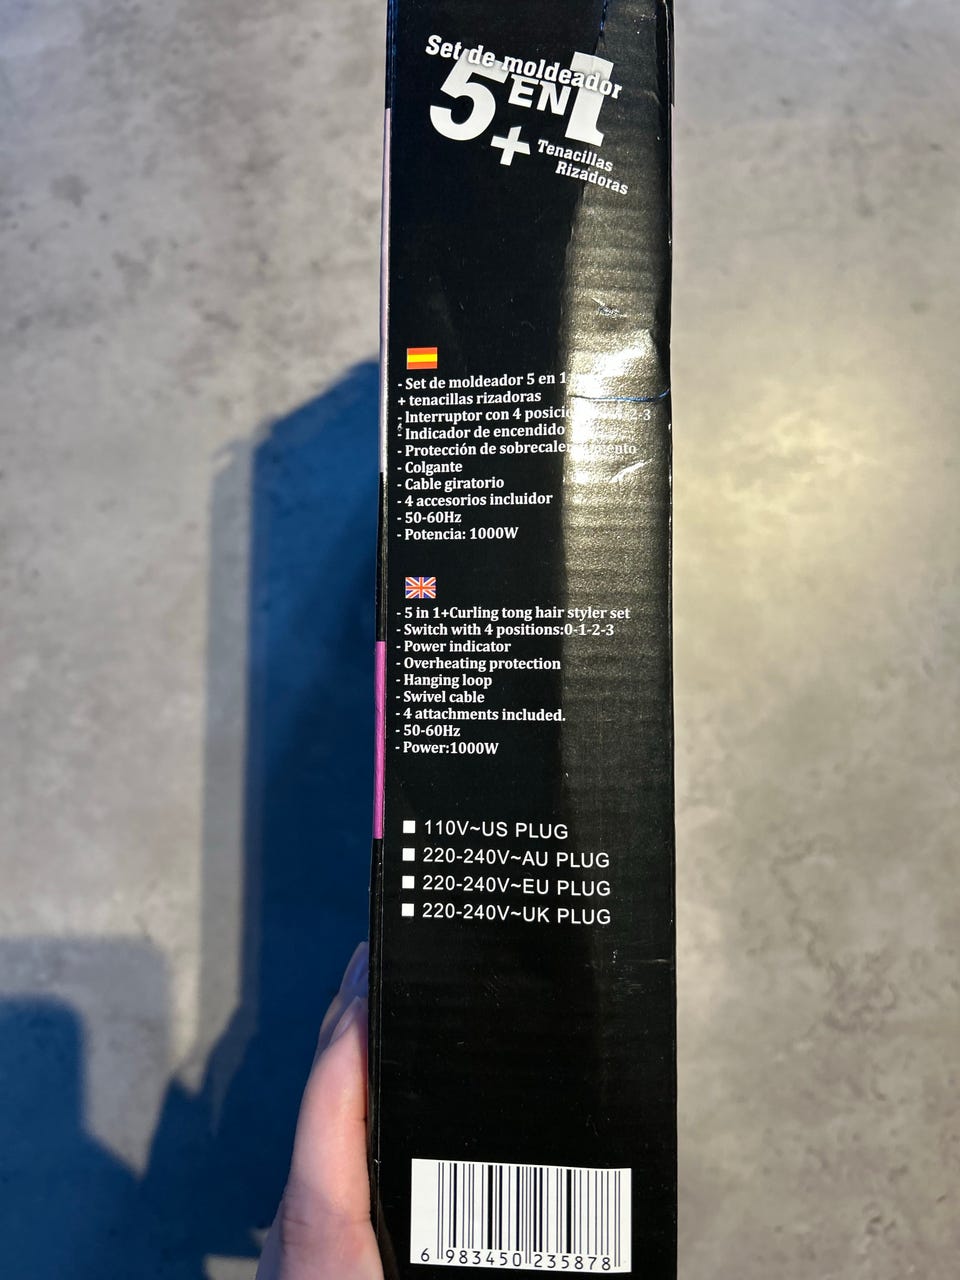 Set de moldeador
5 EN 1
+ Tenacillas
Rizadoras
- Set de moldeador 5 en 1
+ tenacillas rizadoras
- Interruptor con 4 -2-3
- Indicador de encendido
- Protección de
- Colgante
- Cable giratorio
- 4 accesorios incluidor
- 50-60Hz
- Potencia: 1000W
- 5 in 1+Curling tong hair styler set
- Switch with 4 positions:0-1-2-3
- Power indicator
- Overheating protection
- Hanging loop
- Swivel cable
- 4 attachments included.
- 50-60Hz
- Power:1000W
110V~US PLUG
220-240V~AU PLUG
220-240V~EU PLUG
220-240V~UK PLUG
6 983450 235878